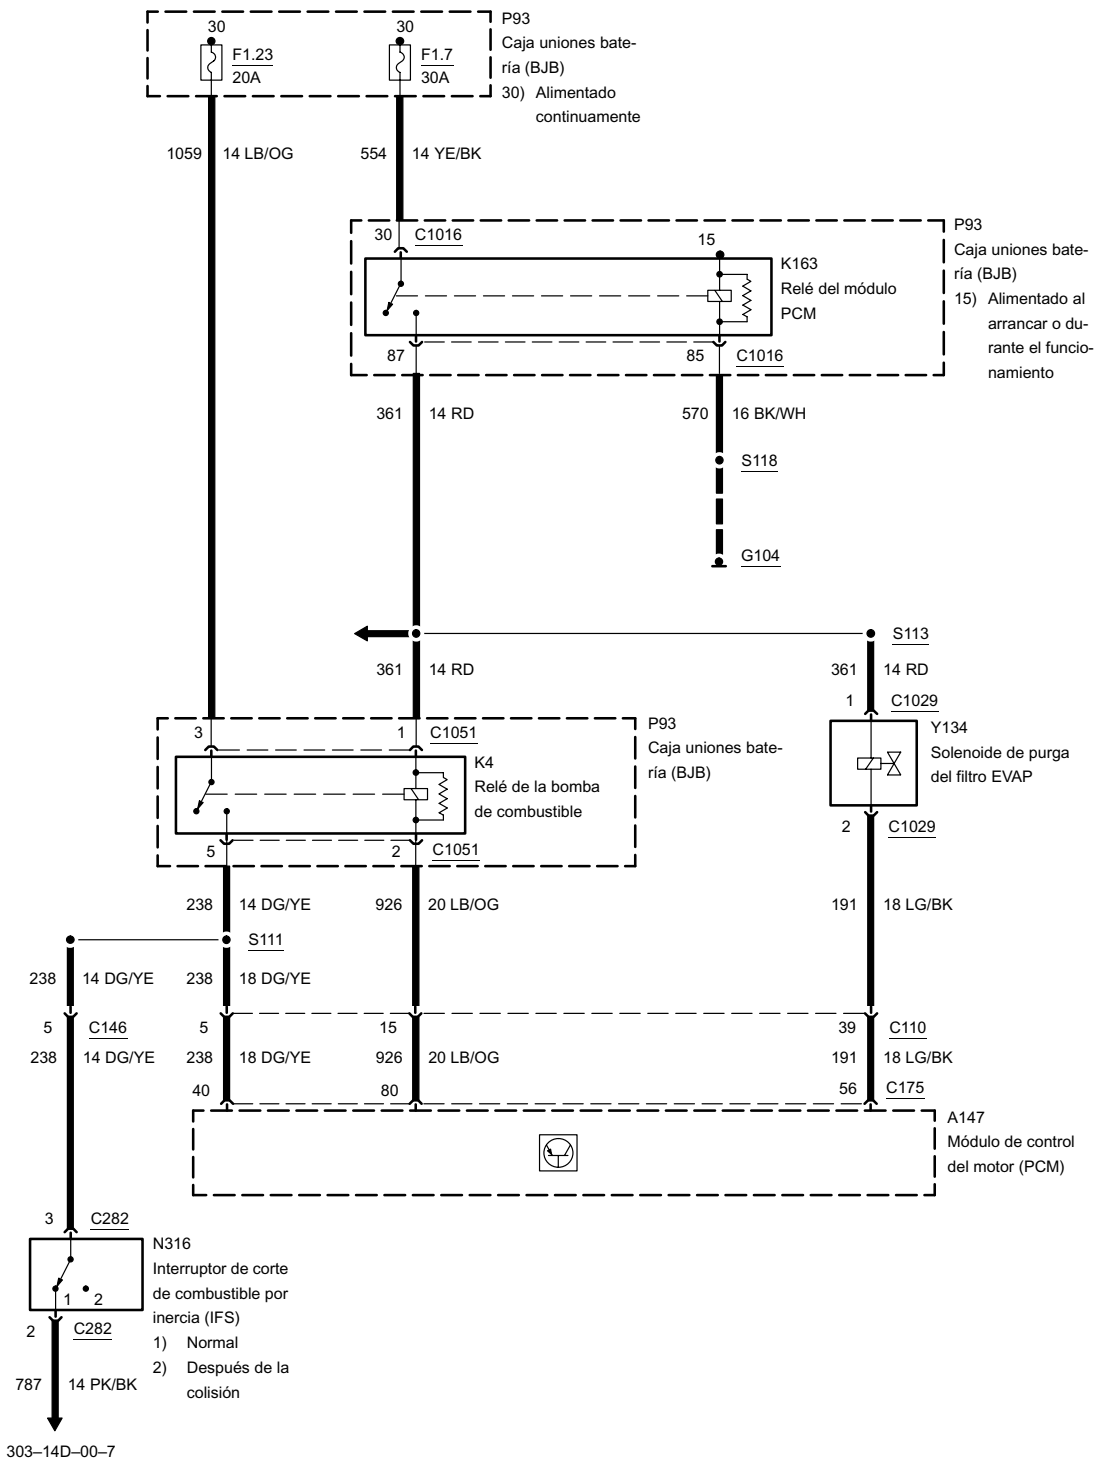 30
F1.23
20A
30
F1.7
30A
P93
Caja uniones bate-
ría (BJB)
30) Alimentado
continuamente
1059 14 LB/OG
554 14 YE/BK
30 C1016
15
K163
Relé del módulo
PCM
P93
Caja uniones bate-
ría (BJB)
15) Alimentado al
arrancar o du-
rante el funcio-
namiento
87
85 C1016
361 14 RD
570 16 BK/WH
S118
G104
S113
361 14 RD
361 14 RD
1 C1029
3
1 C1051
P93
Caja uniones bate-
ría (BJB)
K4
Relé de la bomba
de combustible
Y134
Solenoide de purga
del filtro EVAP
5
2 C1051
2 C1029
238 14 DG/YE
926 20 LB/OG
191 18 LG/BK
S111
238 14 DG/YE
238 18 DG/YE
5 C146
5
15
39 C110
238 14 DG/YE
238 18 DG/YE
926 20 LB/OG
191 18 LG/BK
40
80
56 C175
A147
Módulo de control
del motor (PCM)
3 C282
N316
Interruptor de corte
de combustible por
inercia (IFS)
1) Normal
2) Después de la
colisión
1 2
2 C282
787 14 PK/BK
303–14D–00–7